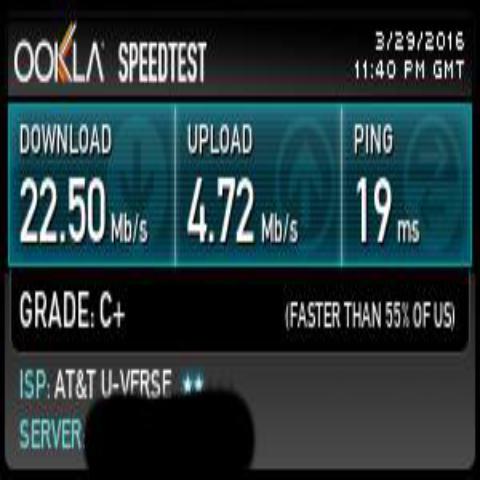 OOKLA SPEEDTEST
3/29/2016
11:40 PM GMT
DOWNLOAD
22.50 Mb/s
UPLOAD
4.72 Mb/s
PING
19 ms
GRADE: C+
(FASTER THAN 55% OF US)
ISP: AT&T U-VERSE ★★
SERVER: